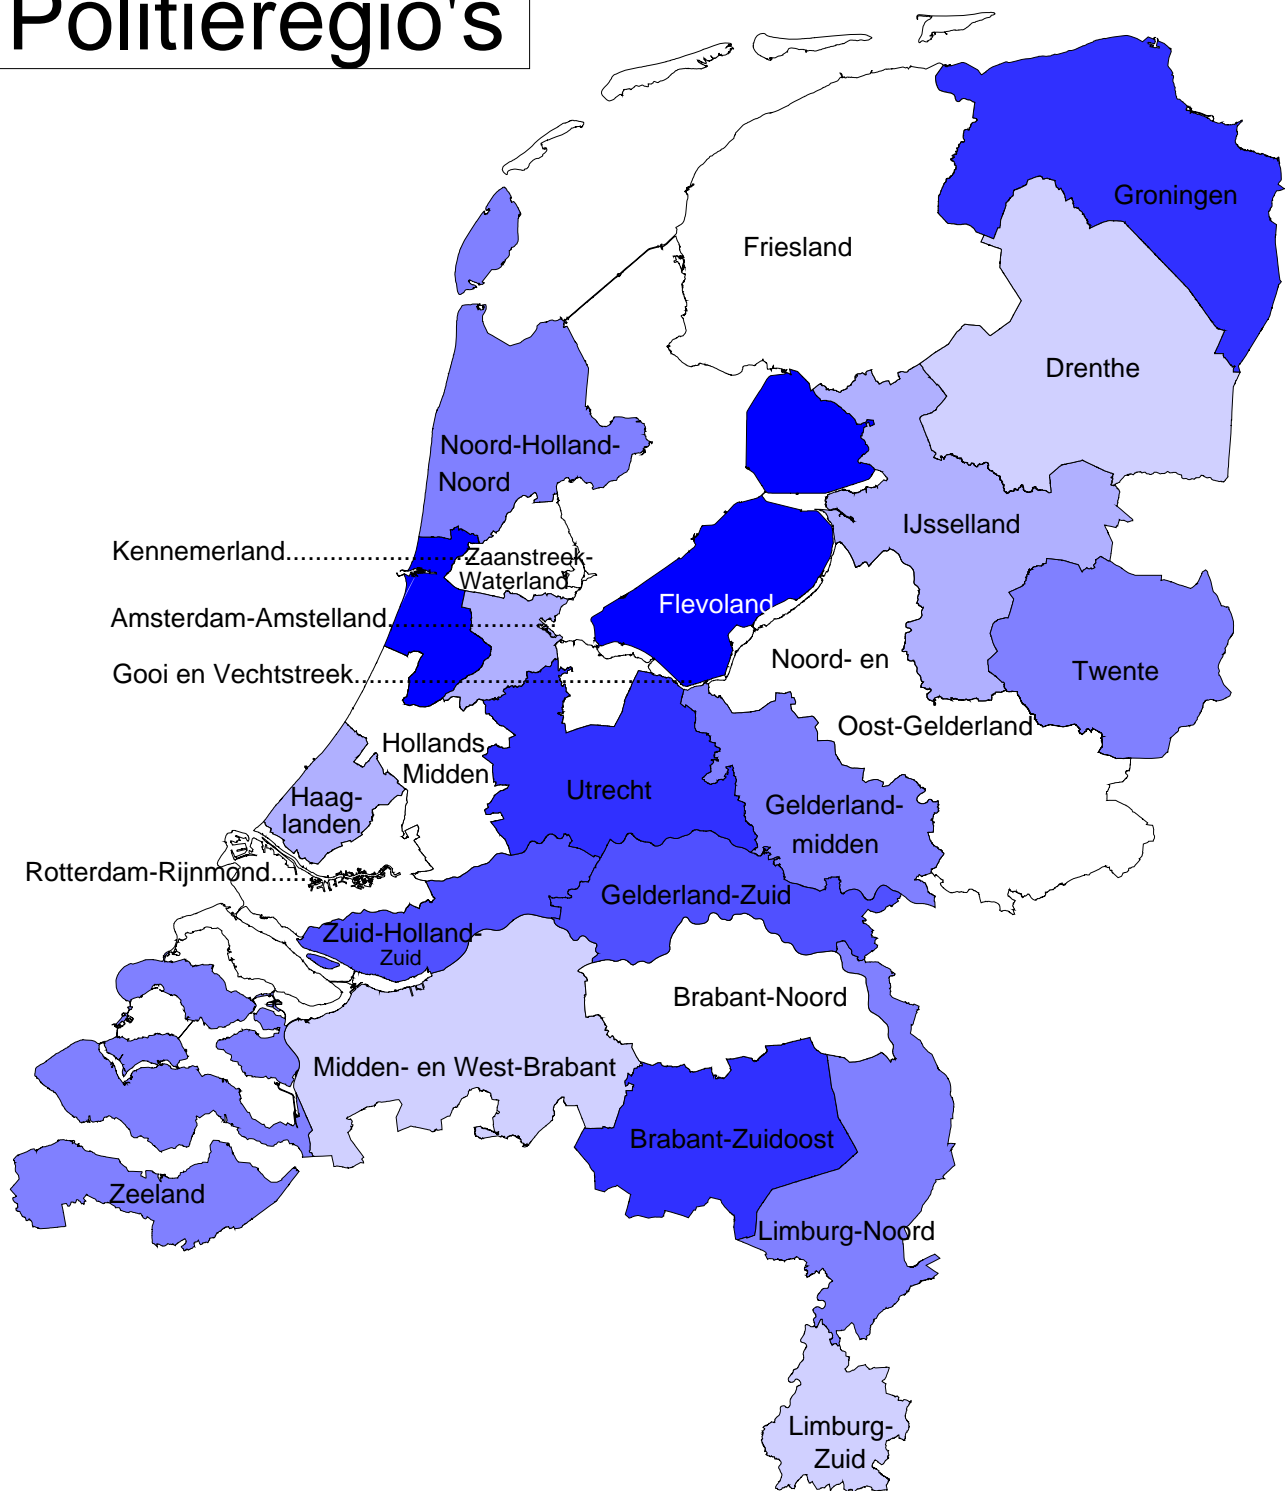 Politieregio's
Groningen
Friesland
Drenthe
Noord-Holland-
Noord
IJsselland
Kennemerland........................
Zaanstreek-
Waterland
Flevoland
Amsterdam-Amstelland.......................
Noord- en
Twente
Gooi en Vechtstreek..............................................
Oost-Gelderland
Hollands
Midden
Utrecht
Haag-
landen
Gelderland-
midden
Rotterdam-Rijnmond.....
Gelderland-Zuid
Zuid-Holland-
Zuid
Brabant-Noord
Midden- en West-Brabant
Brabant-Zuidoost
Zeeland
Limburg-Noord
Limburg-
Zuid